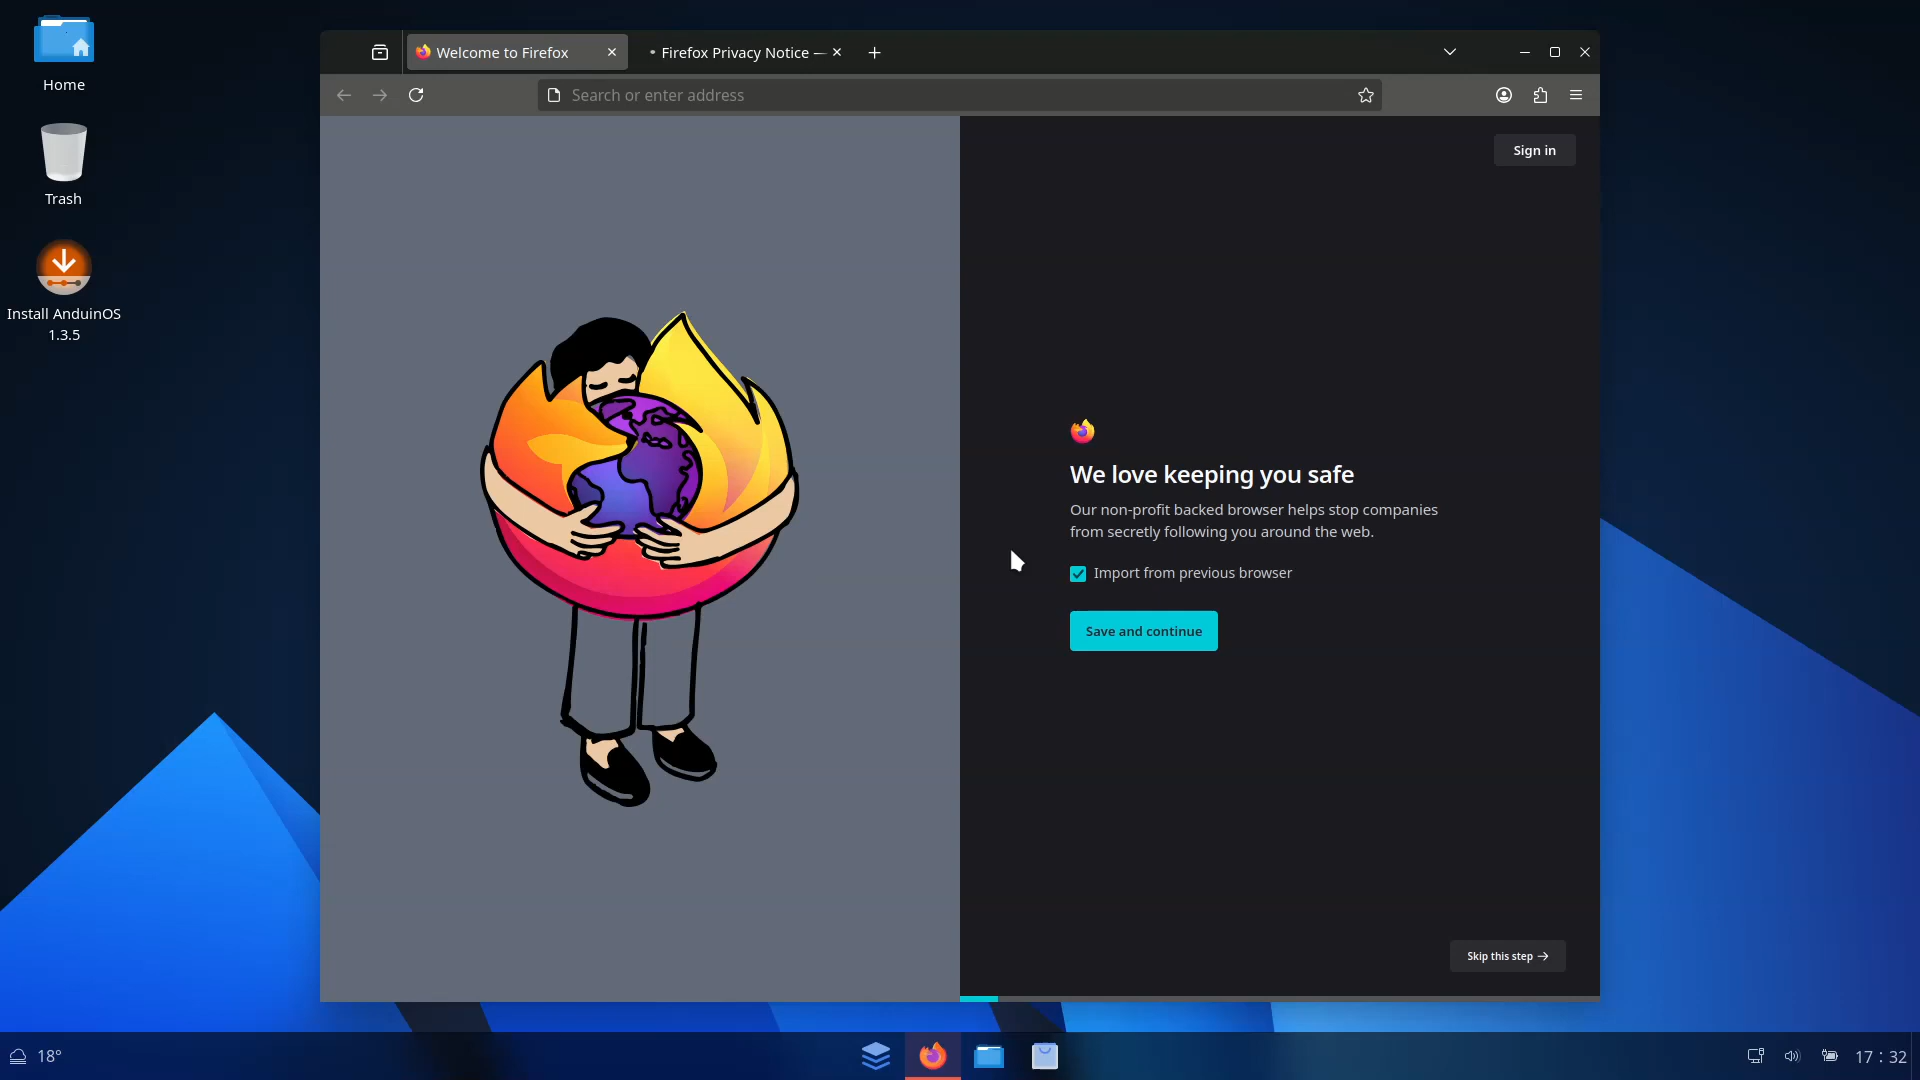 Home
Trash
Install AnduinOS
1.3.5
Welcome to Firefox
Firefox Privacy Notice —
Search or enter address
Sign in
We love keeping you safe
Our non-profit backed browser helps stop companies
from secretly following you around the web.
Import from previous browser
Save and continue
Skip this step →
18°
17 : 32